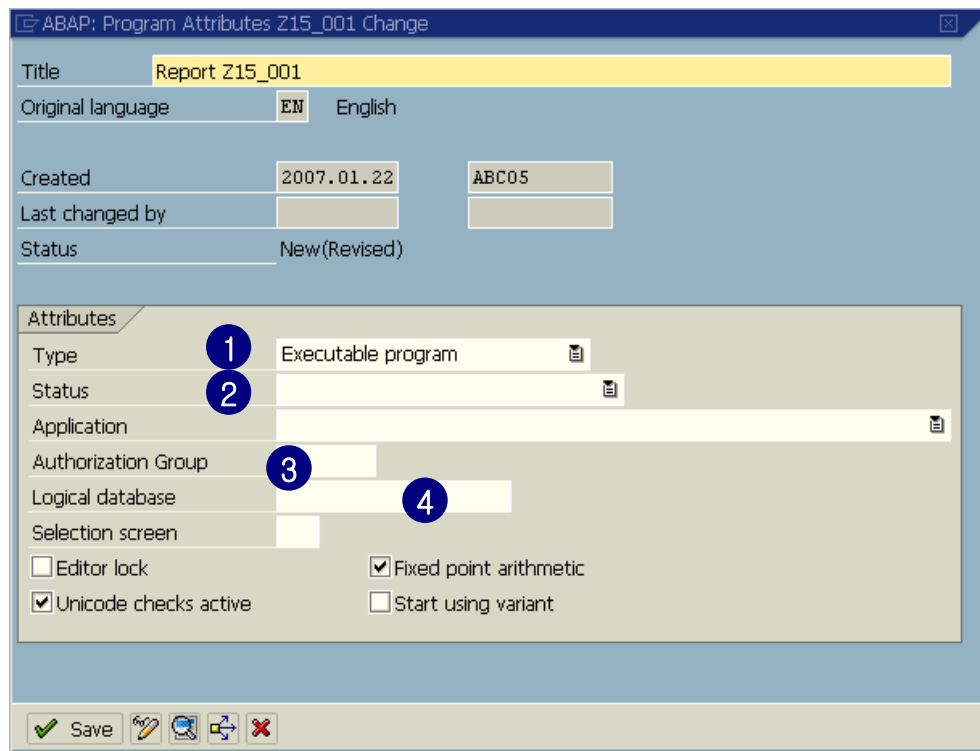 ABAP: Program Attributes Z15_001 Change
Title Report Z15_001
Original language EN English
Created 2007.01.22 ABC05
Last changed by
Status New(Revised)
Attributes
Type 1 Executable program
Status 2
Application
Authorization Group 3
Logical database 4
Selection screen
Editor lock Fixed point arithmetic
Unicode checks active Start using variant
Save